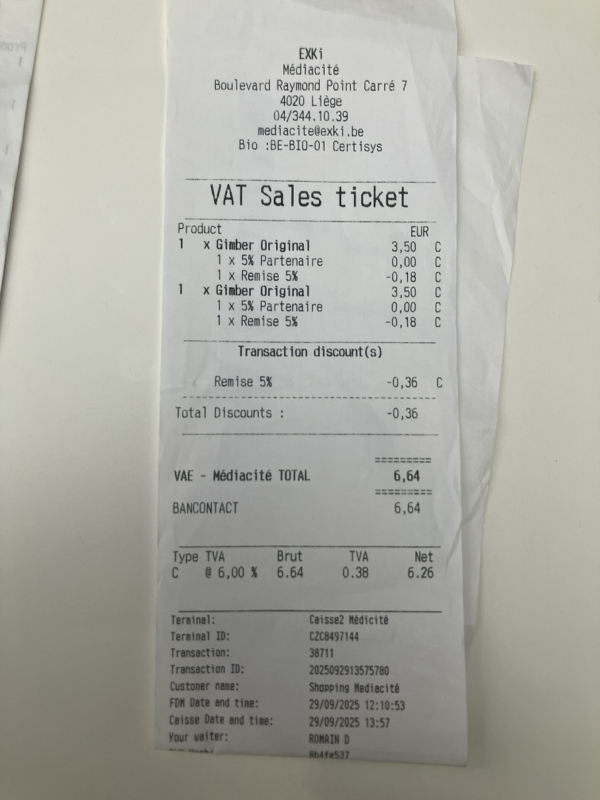 EXKi
Médiacité
Boulevard Raymond Point Carré 7
4020 Liège
04/344.10.39
mediacite@exki.be
Bio :BE-BIO-01 Certisys
VAT Sales ticket
Product EUR
1 x Gimber Original 3,50 C
1 x 5% Partenaire 0,00 C
1 x Remise 5% -0,18 C
1 x Gimber Original 3,50 C
1 x 5% Partenaire 0,00 C
1 x Remise 5% -0,18 C
Transaction discount(s)
Remise 5% -0,36 C
Total Discounts : -0,36
=========
VAE - Médiacité TOTAL 6,64
=========
BANCONTACT 6,64
Type TVA Brut TVA Net
C @ 6,00 % 6.64 0.38 6.26
Terminal: Caisse2 Médicité
Terminal ID: C2C8497144
Transaction: 38711
Transaction ID: 2025092913575780
Customer name: Shopping Mediacité
FDM Date and time: 29/09/2025 12:10:53
Caisse Date and time: 29/09/2025 13:57
Your waiter: ROMAIN D
8b4fe537